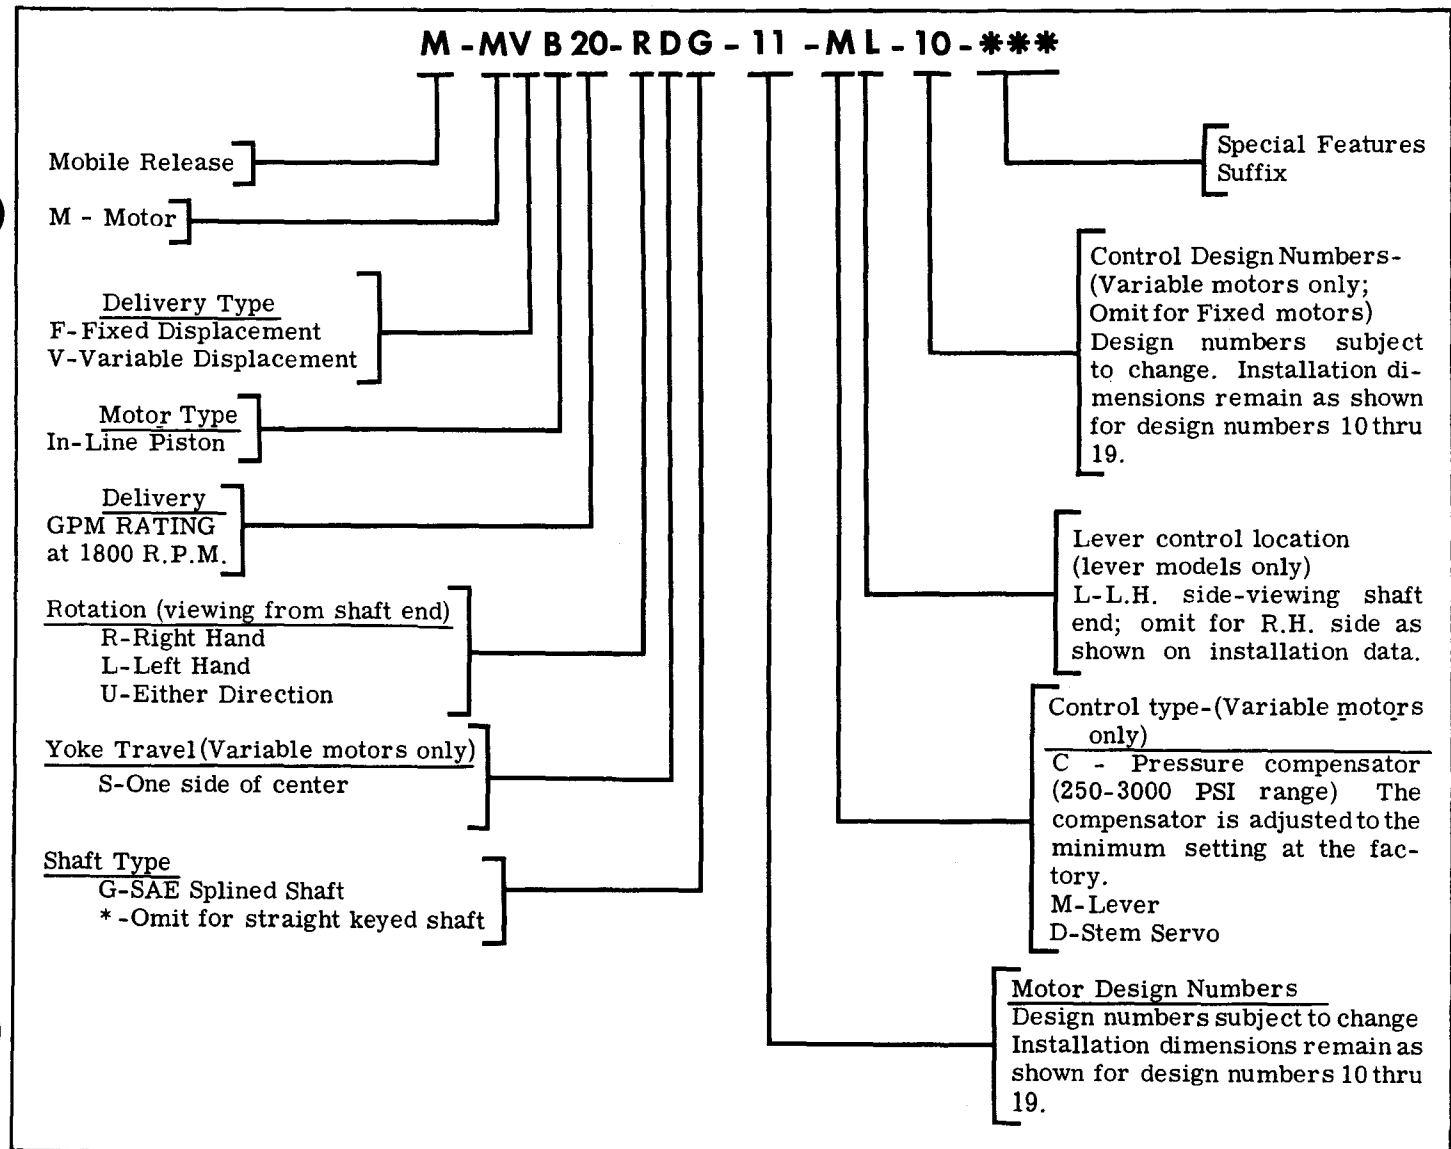 M-MVB20-RDG-11-ML-10-***
Mobile Release
M - Motor
Delivery Type
F-Fixed Displacement
V-Variable Displacement
Motor Type
In-Line Piston
Delivery
GPM RATING
at 1800 R.P.M.
Rotation (viewing from shaft end)
R-Right Hand
L-Left Hand
U-Either Direction
Yoke Travel (Variable motors only)
S-One side of center
Shaft Type
G-SAE Splined Shaft
*-Omit for straight keyed shaft
Special Features
Suffix
Control Design Numbers-
(Variable motors only;
Omit for Fixed motors)
Design numbers subject
to change. Installation di-
mensions remain as shown
for design numbers 10 thru
19.
Lever control location
(lever models only)
L-L.H. side-viewing shaft
end; omit for R.H. side as
shown on installation data.
Control type-(Variable motors
only)
C - Pressure compensator
(250-3000 PSI range) The
compensator is adjusted to the
minimum setting at the fac-
tory.
M-Lever
D-Stem Servo
Motor Design Numbers
Design numbers subject to change
Installation dimensions remain as
shown for design numbers 10 thru
19.